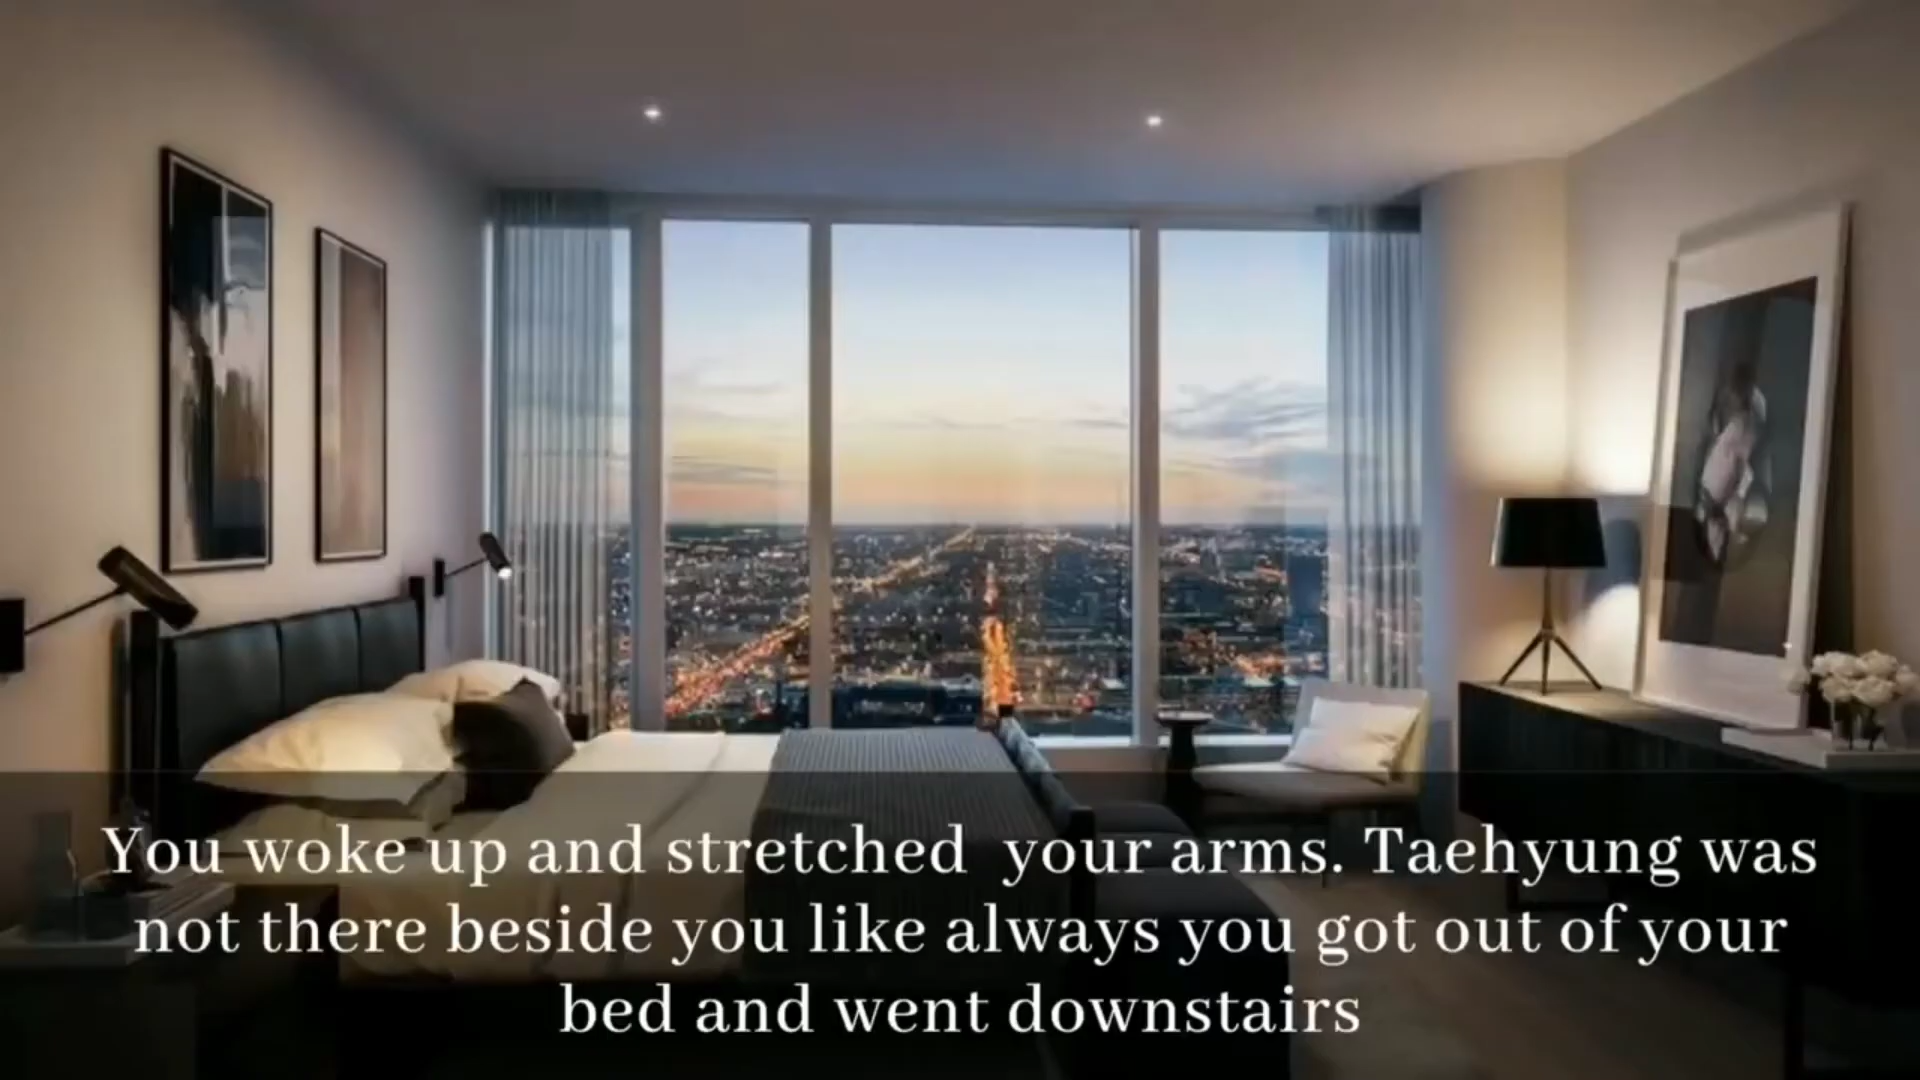 You woke up and stretched  your arms. Taehyung was
not there beside you like always you got out of your
bed and went downstairs